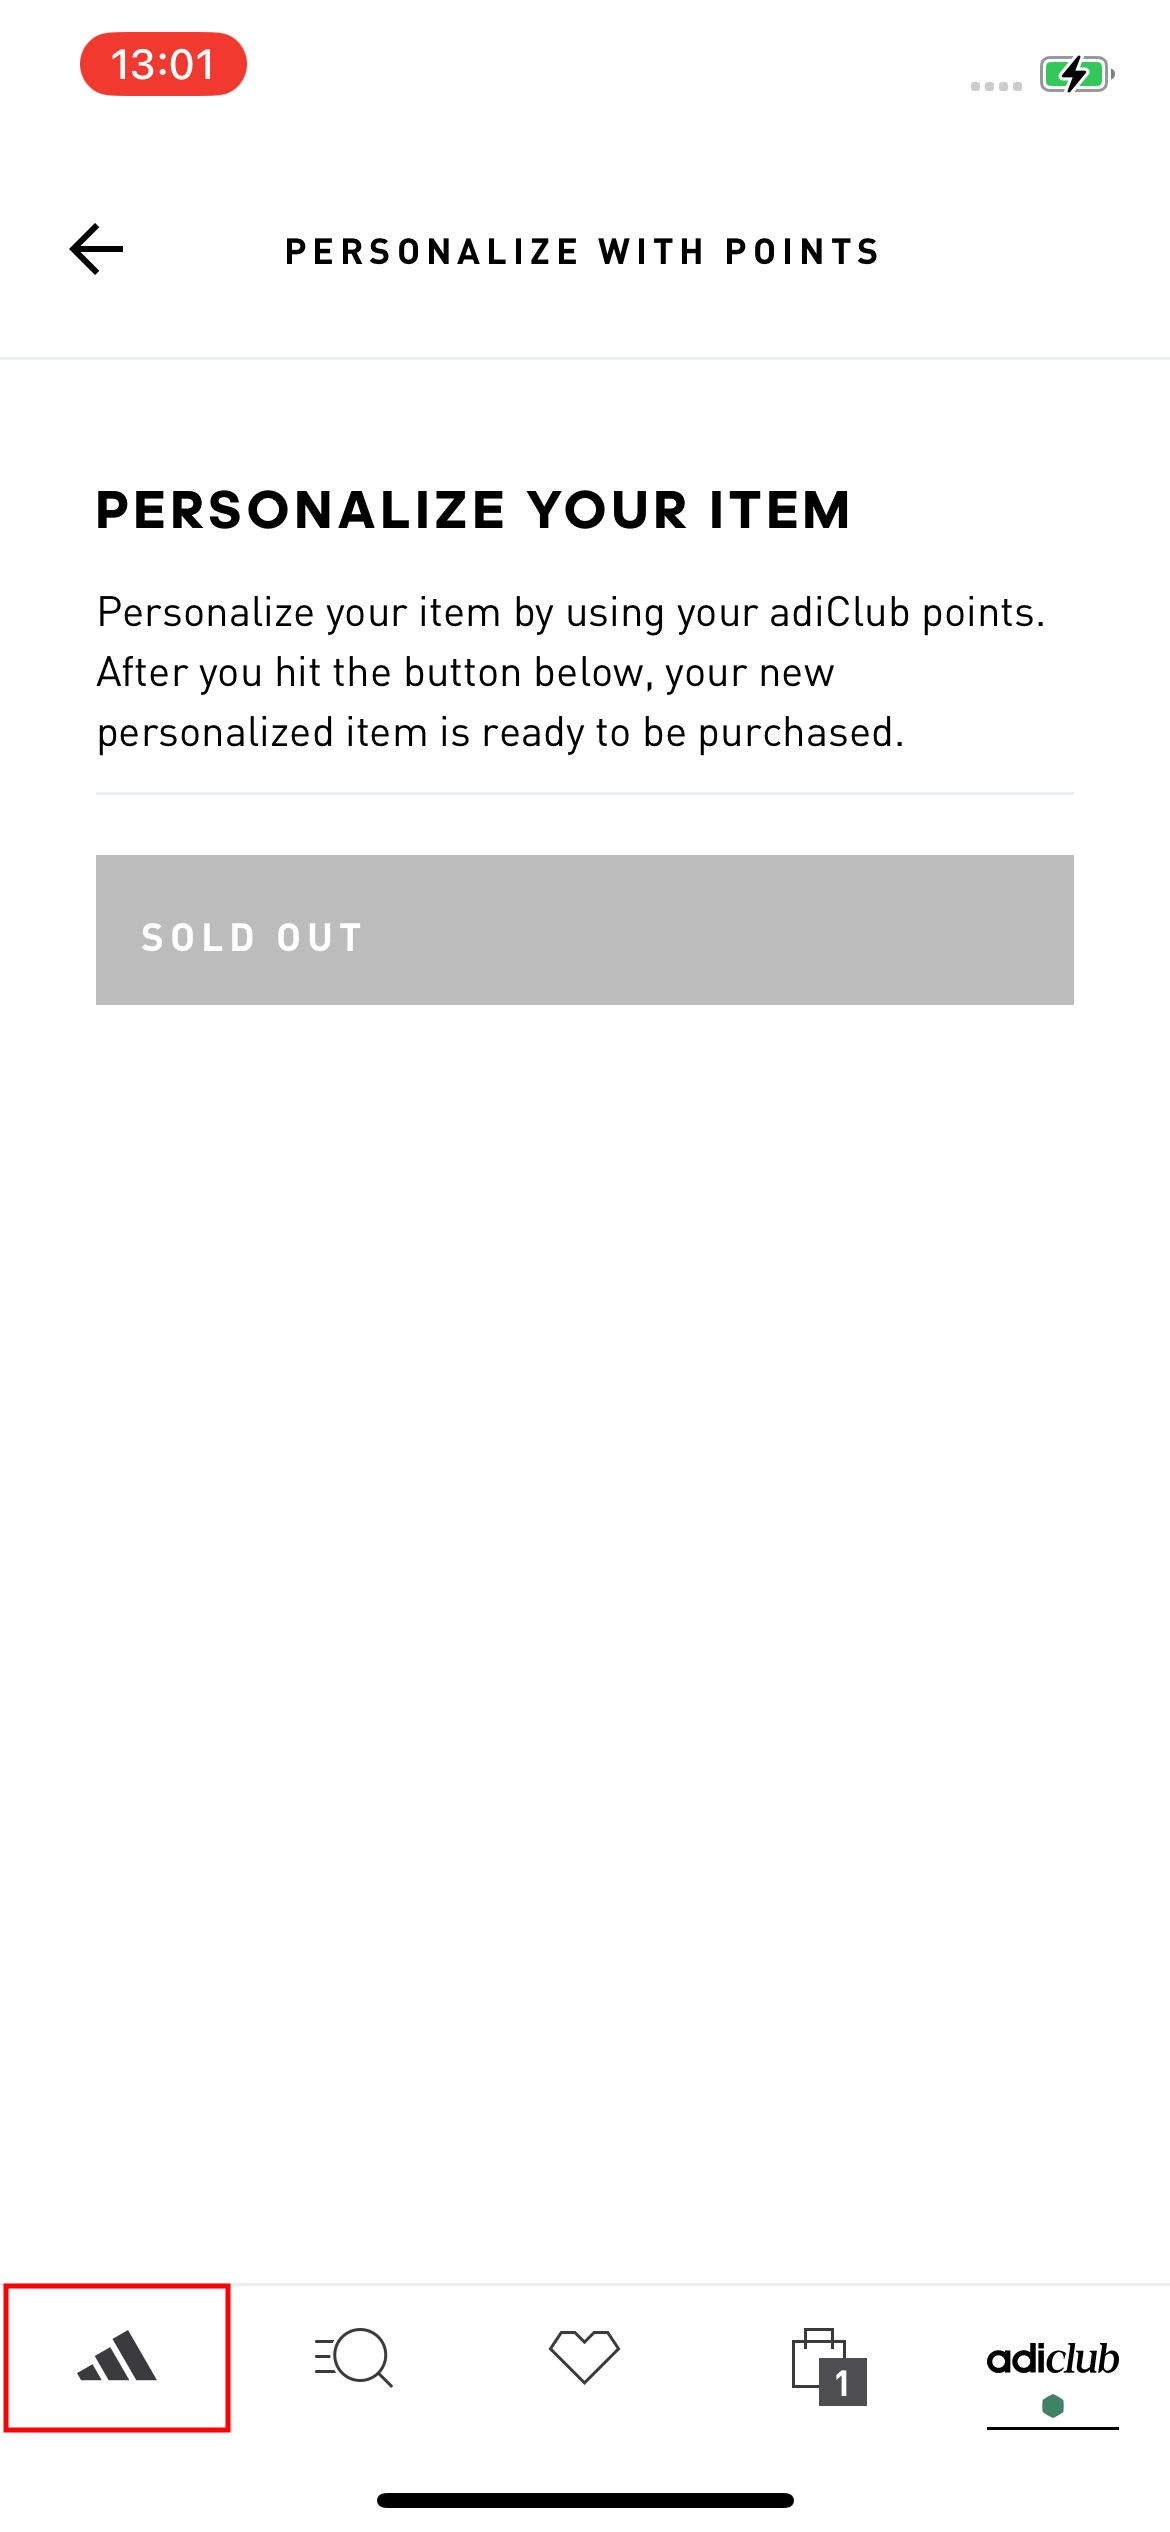 13:01
PERSONALIZE WITH POINTS
PERSONALIZE YOUR ITEM
Personalize your item by using your adiClub points.
After you hit the button below, your new
personalized item is ready to be purchased.
SOLD OUT
1
adiclub